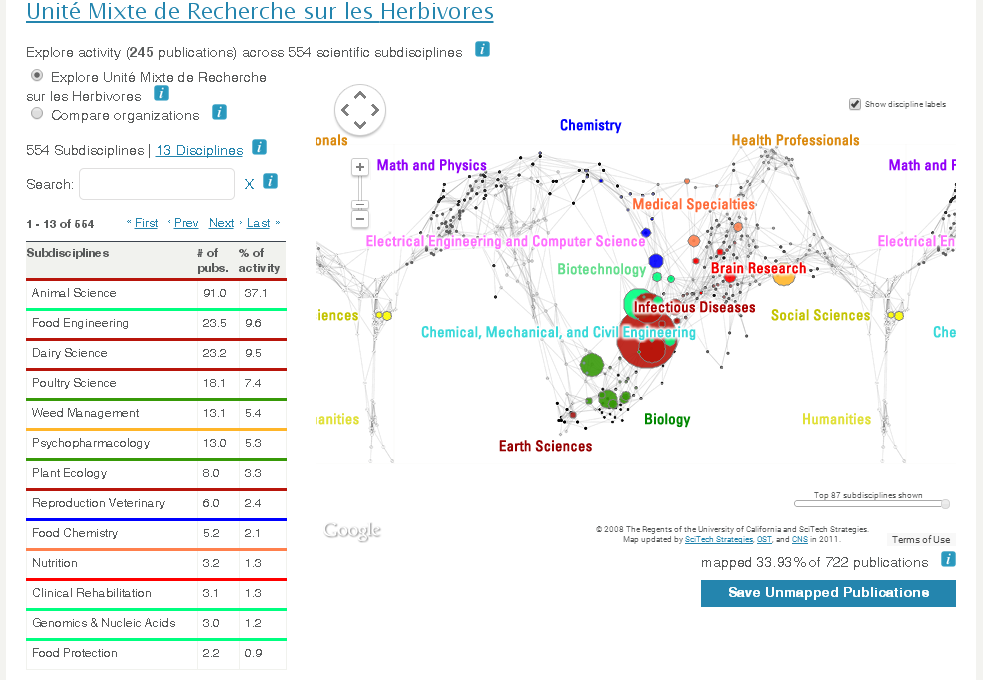 Unité Mixte de Recherche sur les Herbivores
Explore activity (245 publications) across 554 scientific subdisciplines i
Explore Unité Mixte de Recherche
sur les Herbivores i
Compare organizations i
554 Subdisciplines | 13 Disciplines i
Search: X i
1 - 13 of 554 « First ‹ Prev Next › Last »
Subdisciplines # of pubs. % of activity
Animal Science 91.0 37.1
Food Engineering 23.5 9.6
Dairy Science 23.2 9.5
Poultry Science 18.1 7.4
Weed Management 13.1 5.4
Psychopharmacology 13.0 5.3
Plant Ecology 8.0 3.3
Reproduction Veterinary 6.0 2.4
Food Chemistry 5.2 2.1
Nutrition 3.2 1.3
Clinical Rehabilitation 3.1 1.3
Genomics & Nucleic Acids 3.0 1.2
Food Protection 2.2 0.9
Show discipline labels
Chemistry
onals
Health Professionals
Math and Physics
Math and P
Medical Specialties
Electrical Engineering and Computer Science
Electrical En
Biotechnology
Brain Research
Infectious Diseases
iences
Social Sciences
Chemical, Mechanical, and Civil Engineering
Che
anities
Biology
Humanities
Earth Sciences
Top 87 subdisciplines shown
Google
© 2008 The Regents of the University of California and SciTech Strategies.
Map updated by SciTech Strategies, OST, and CNS in 2011.
Terms of Use
mapped 33.93% of 722 publications i
Save Unmapped Publications